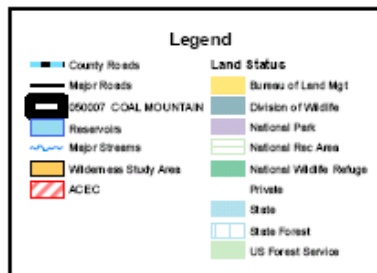 Legend
County Roads
Major Roads
050007 COAL MOUNTAIN
Reservoirs
Major Streams
Wilderness Study Area
ACEC
Land Status
Bureau of Land Mgt
Division of Wildlife
National Park
National Rec Area
National Wildlife Refuge
Private
State
State Forest
US Forest Service